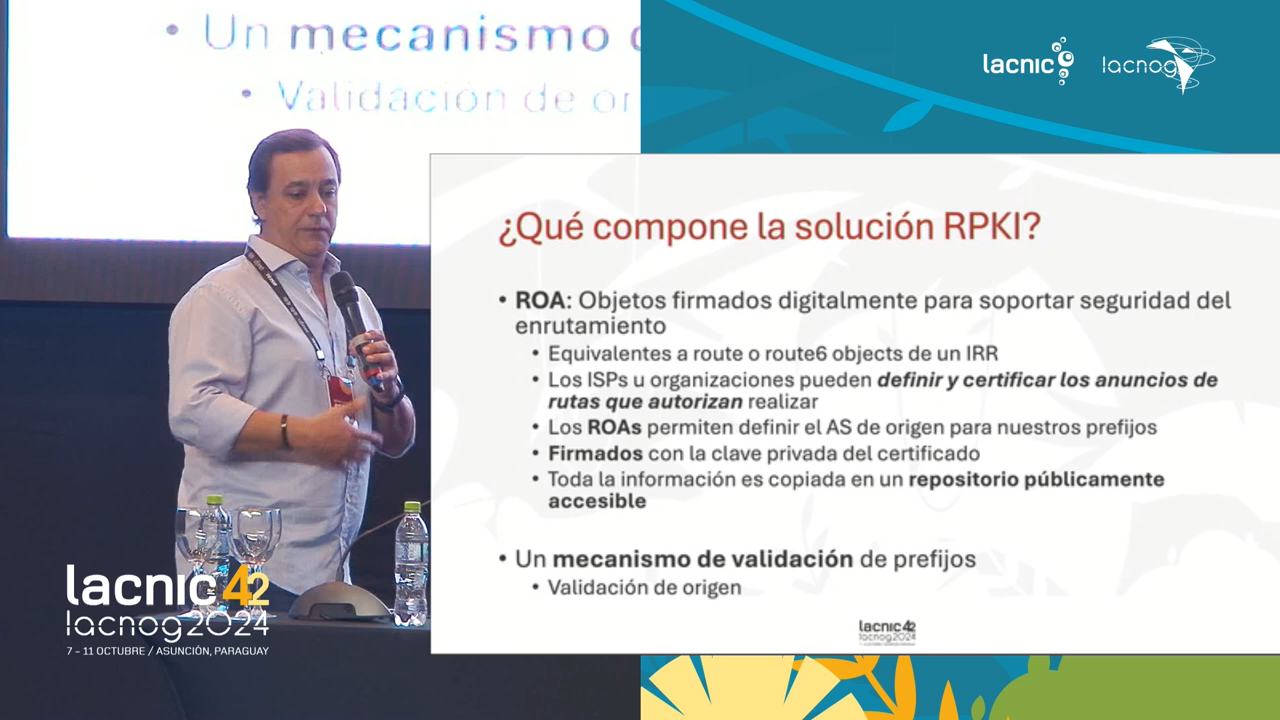 • Un mecanismo
• Validación de or
lacnic
lacnog
¿Qué compone la solución RPKI?
• ROA: Objetos firmados digitalmente para soportar seguridad del
enrutamiento
• Equivalentes a route o route6 objects de un IRR
• Los ISPs u organizaciones pueden definir y certificar los anuncios de
rutas que autorizan realizar
• Los ROAs permiten definir el AS de origen para nuestros prefijos
• Firmados con la clave privada del certificado
• Toda la información es copiada en un repositorio públicamente
accesible
• Un mecanismo de validación de prefijos
• Validación de origen
lacnic42
lacnog2024
lacnic42
lacnog2024
7 – 11 OCTUBRE / ASUNCIÓN, PARAGUAY